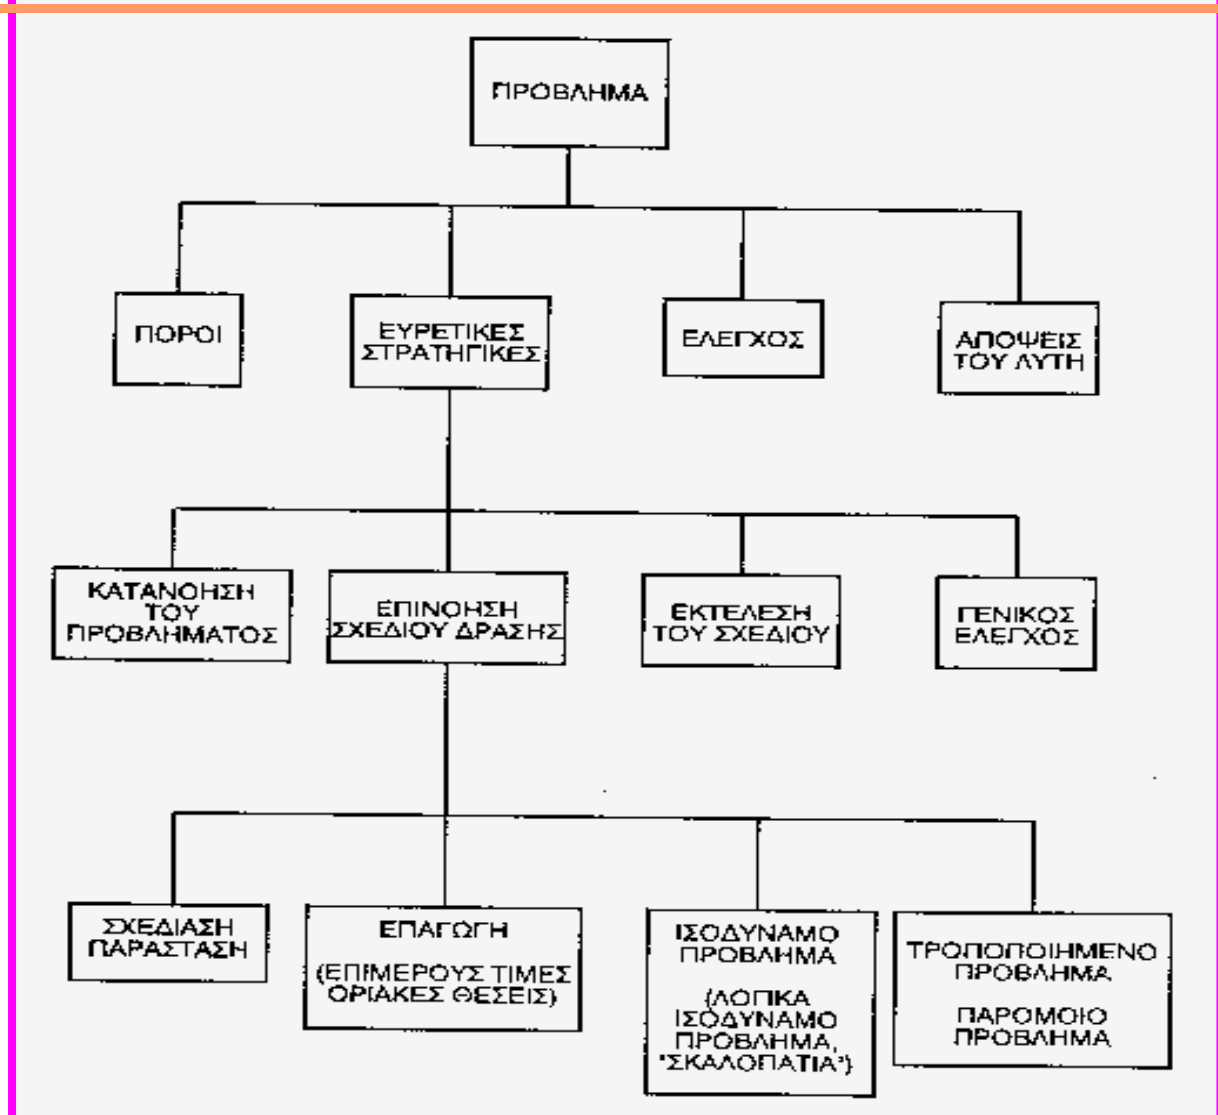 ΠΡΟΒΛΗΜΑ
ΠΟΡΟΙ
ΕΥΡΕΤΙΚΕΣ
ΣΤΡΑΤΗΓΙΚΕΣ
ΕΛΕΓΧΟΣ
ΑΠΟΨΕΙΣ
ΤΟΥ ΛΥΤΗ
ΚΑΤΑΝΟΗΣΗ
ΤΟΥ
ΠΡΟΒΛΗΜΑΤΟΣ
ΕΠΙΝΟΗΣΗ
ΣΧΕΔΙΟΥ ΔΡΑΣΗΣ
ΕΚΤΕΛΕΣΗ
ΤΟΥ ΣΧΕΔΙΟΥ
ΓΕΝΙΚΟΣ
ΕΛΕΓΧΟΣ
ΣΧΕΔΙΑΣΗ
ΠΑΡΑΣΤΑΣΗ
ΕΠΑΓΩΓΗ
(ΕΠΙΜΕΡΟΥΣ ΤΙΜΕΣ
ΟΡΙΑΚΕΣ ΘΕΣΕΙΣ)
ΙΣΟΔΥΝΑΜΟ
ΠΡΟΒΛΗΜΑ
(ΛΟΓΙΚΑ
ΙΣΟΔΥΝΑΜΟ
ΠΡΟΒΛΗΜΑ,
"ΣΚΑΛΟΠΑΤΙΑ")
ΤΡΟΠΟΠΟΙΗΜΕΝΟ
ΠΡΟΒΛΗΜΑ
ΠΑΡΟΜΟΙΟ
ΠΡΟΒΛΗΜΑ